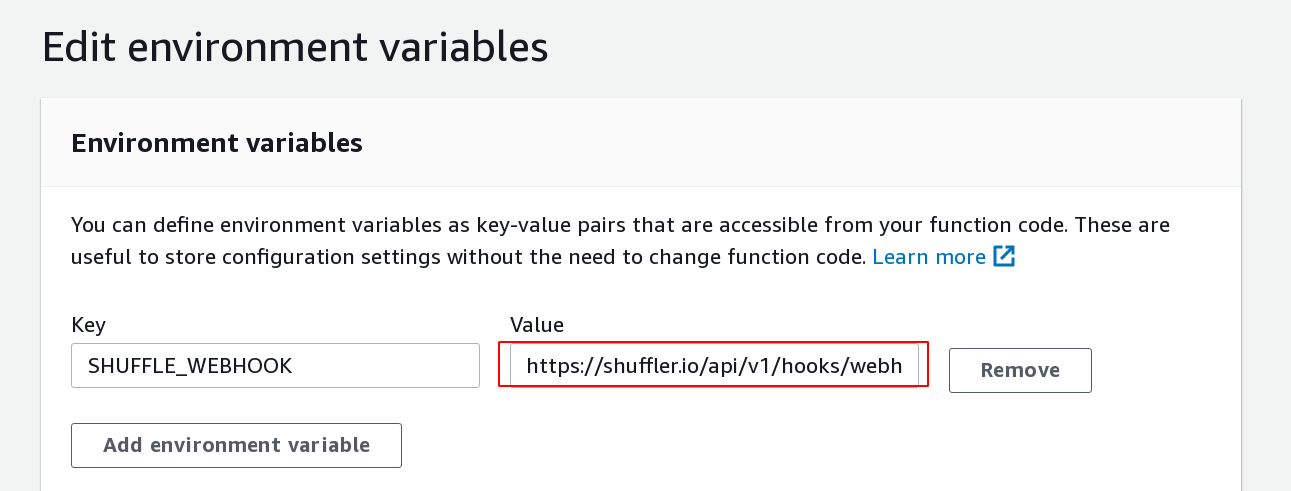 Edit environment variables
Environment variables
You can define environment variables as key-value pairs that are accessible from your function code. These are
useful to store configuration settings without the need to change function code. Learn more
Key
Value
SHUFFLE_WEBHOOK
https://shuffler.io/api/v1/hooks/webh
Remove
Add environment variable